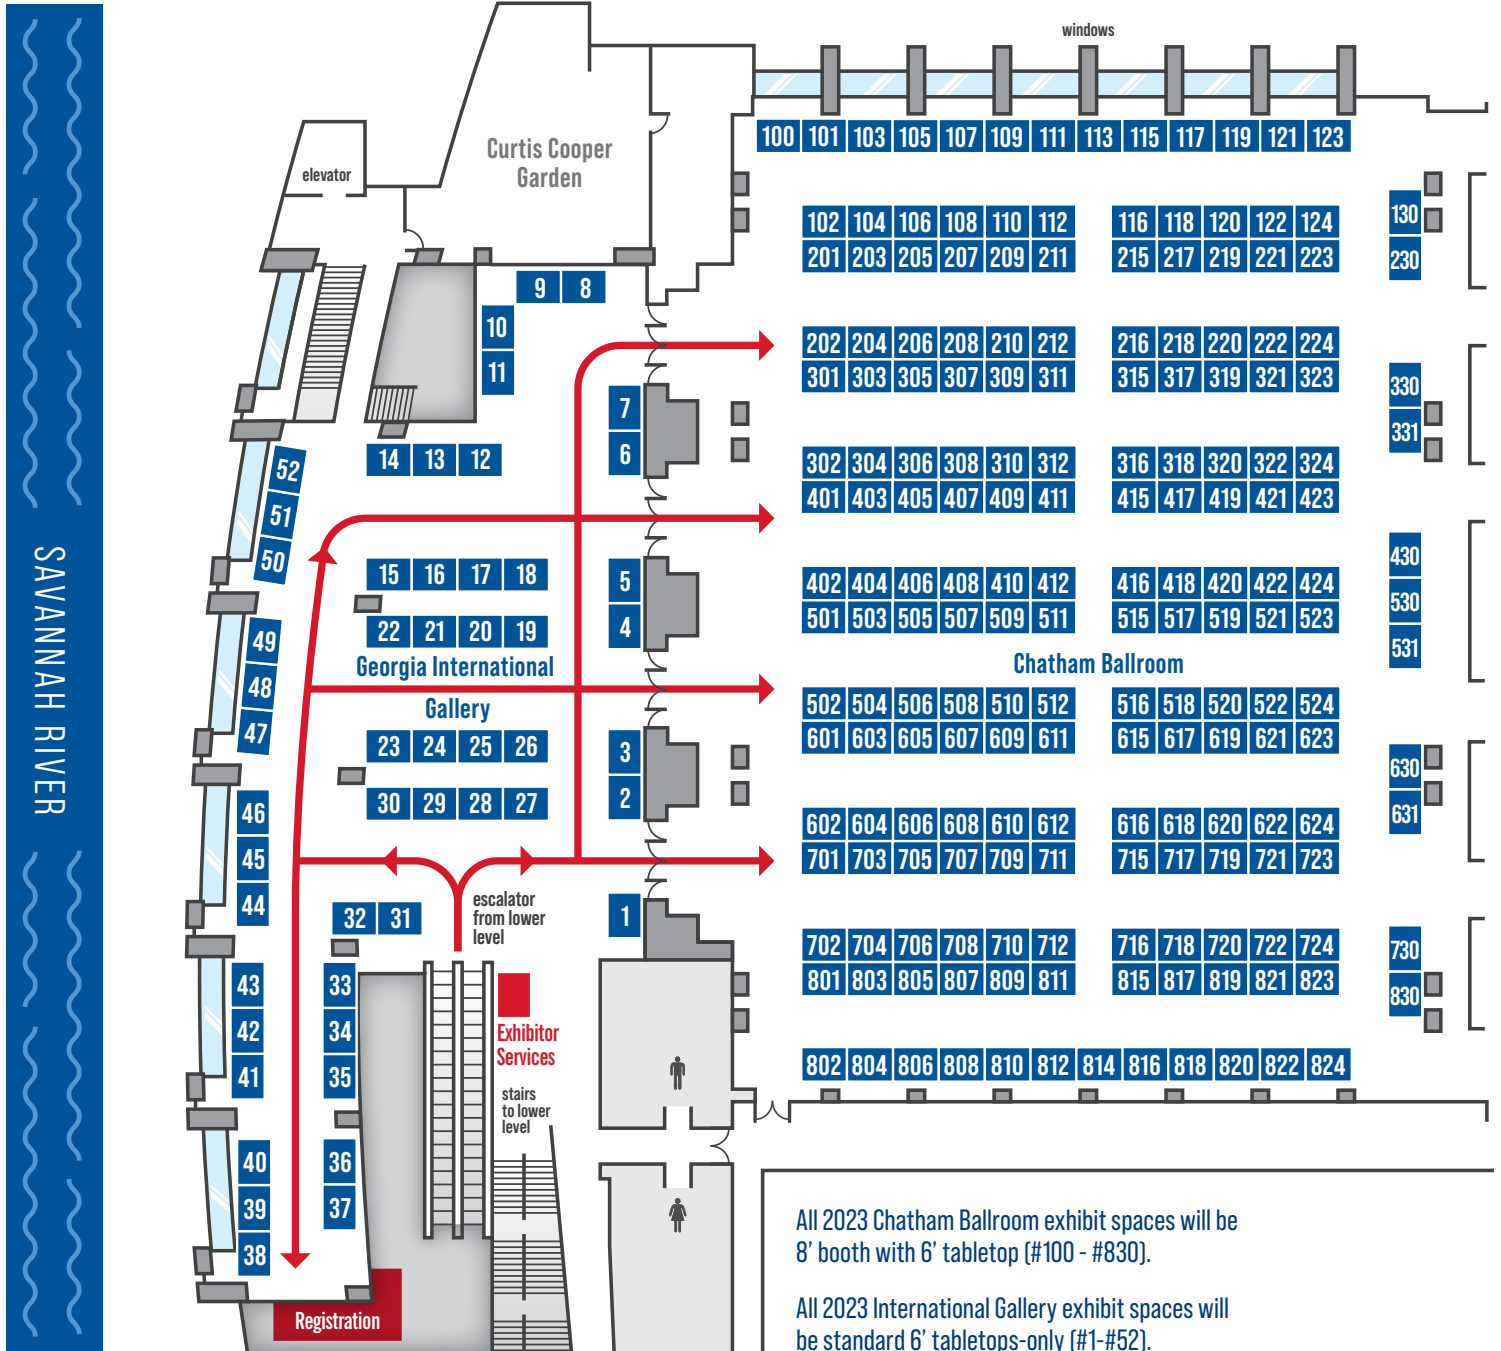 windows
100 101 103 105 107 109 111 113 115 117 119 121 123
Curtis Cooper
Garden
elevator
102 104 106 108 110 112 116 118 120 122 124
130
201 203 205 207 209 211 215 217 219 221 223
230
9 8
10
11
202 204 206 208 210 212 216 218 220 222 224
301 303 305 307 309 311 315 317 319 321 323
330
331
7
6
14 13 12
302 304 306 308 310 312 316 318 320 322 324
401 403 405 407 409 411 415 417 419 421 423
52
51
50
430
530
531
15 16 17 18
5
4
402 404 406 408 410 412 416 418 420 422 424
501 503 505 507 509 511 515 517 519 521 523
22 21 20 19
49
48
47
Georgia International
Gallery
Chatham Ballroom
SAVANNAH RIVER
502 504 506 508 510 512 516 518 520 522 524
601 603 605 607 609 611 615 617 619 621 623
23 24 25 26
3
2
630
631
30 29 28 27
46
45
44
602 604 606 608 610 612 616 618 620 622 624
701 703 705 707 709 711 715 717 719 721 723
escalator
from lower
level
32 31
1
702 704 706 708 710 712 716 718 720 722 724
801 803 805 807 809 811 815 817 819 821 823
730
830
43
42
41
33
34
35
Exhibitor
Services
802 804 806 808 810 812 814 816 818 820 822 824
stairs
to lower
level
40
39
38
36
37
Registration
All 2023 Chatham Ballroom exhibit spaces will be
8' booth with 6' tabletop (#100 - #830).
All 2023 International Gallery exhibit spaces will
be standard 6' tabletops-only (#1-#52).